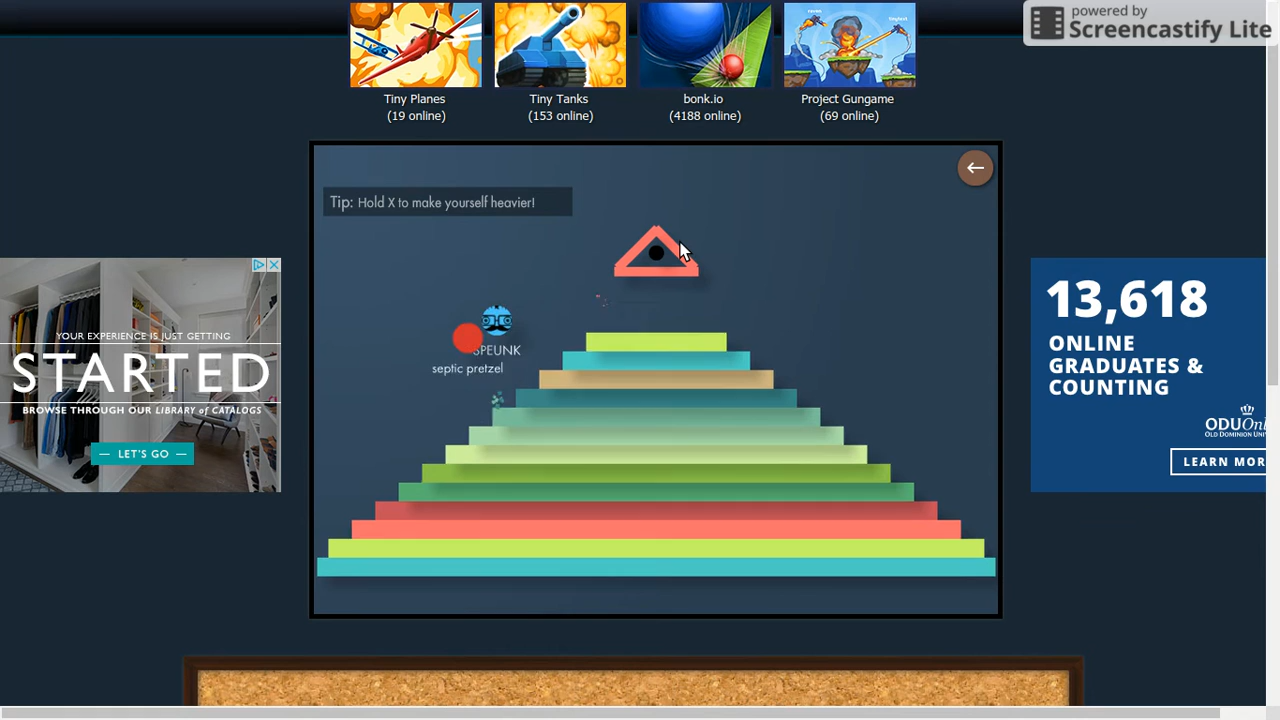 powered by
Screencastify Lite
Tiny Planes
(19 online)
Tiny Tanks
(153 online)
bonk.io
(4188 online)
Project Gungame
(69 online)
Tip: Hold X to make yourself heavier!
SPEUNK
septic pretzel
YOUR EXPERIENCE IS JUST GETTING
STARTED
BROWSE THROUGH OUR LIBRARY of CATALOGS
— LET'S GO —
13,618
ONLINE
GRADUATES &
COUNTING
ODUOnl
OLD DOMINION UNIV
LEARN MOR